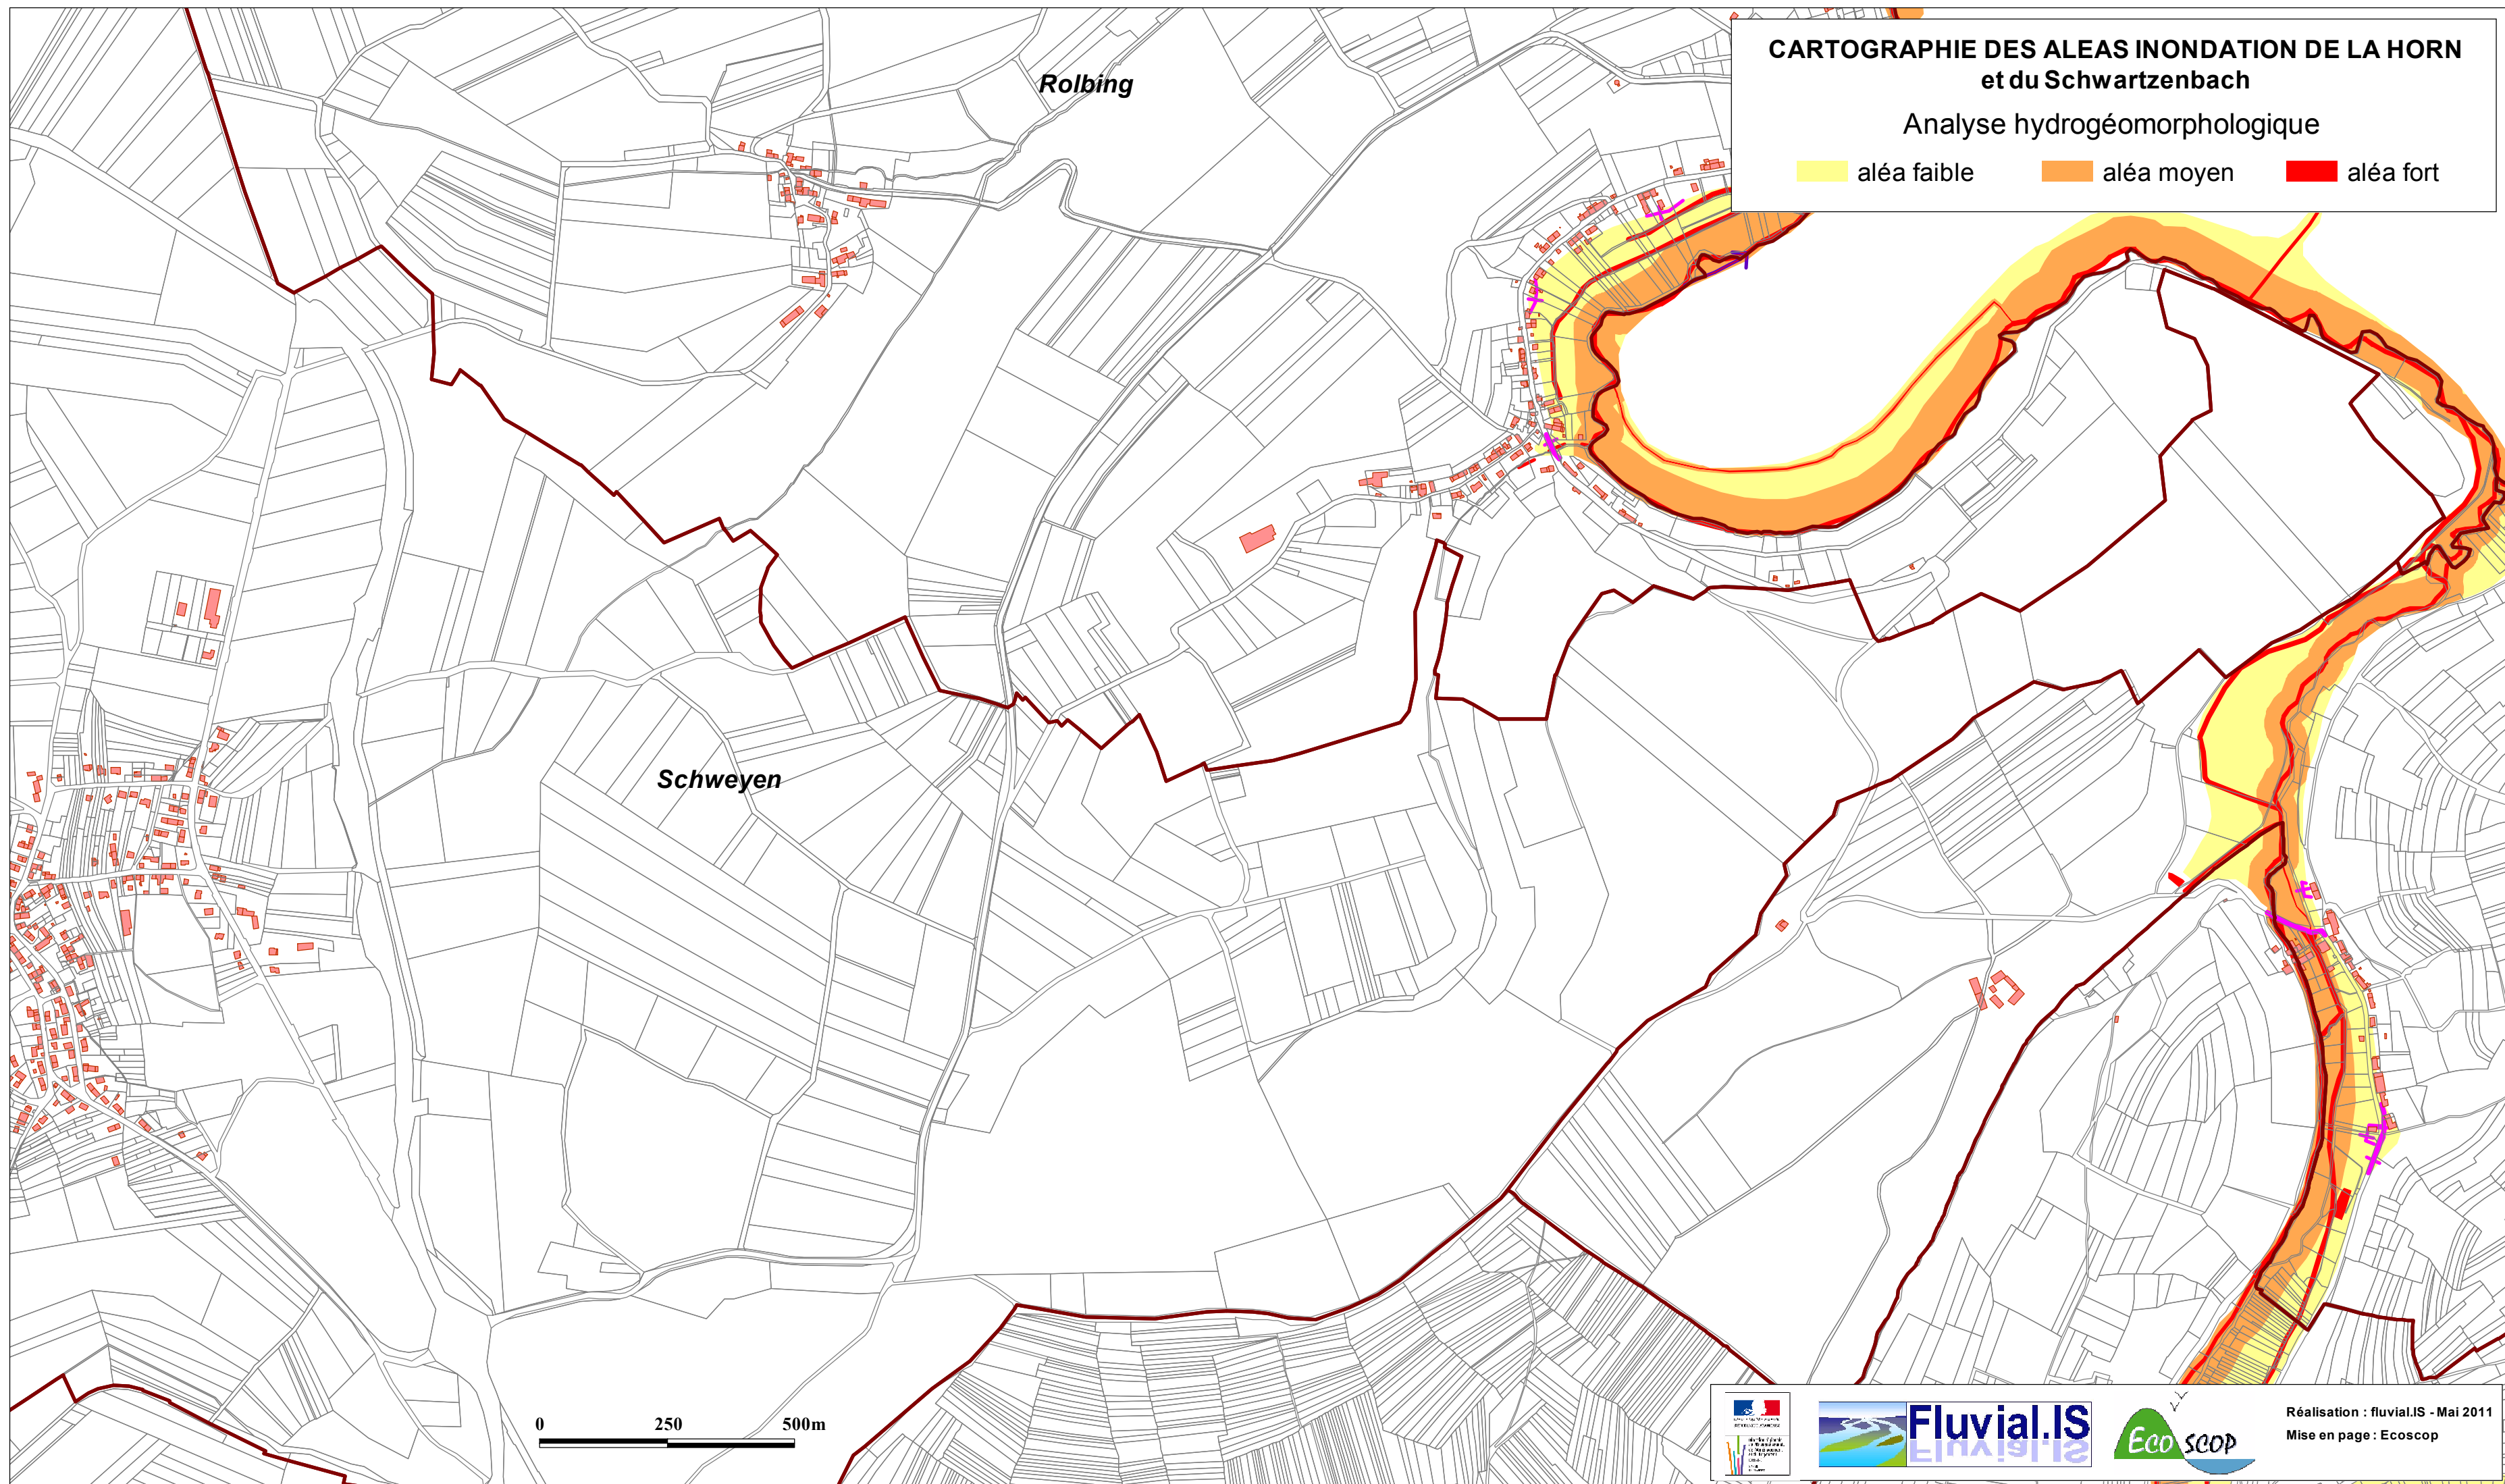 CARTOGRAPHIE DES ALEAS INONDATION DE LA HORN
et du Schwartzenbach
Analyse hydrogéomorphologique
aléa faible
aléa moyen
aléa fort
Rolbing
Schweyen
0 250 500m
Fluvial.IS
ECO SCOP
Réalisation : fluvial.IS - Mai 2011
Mise en page : Ecoscop